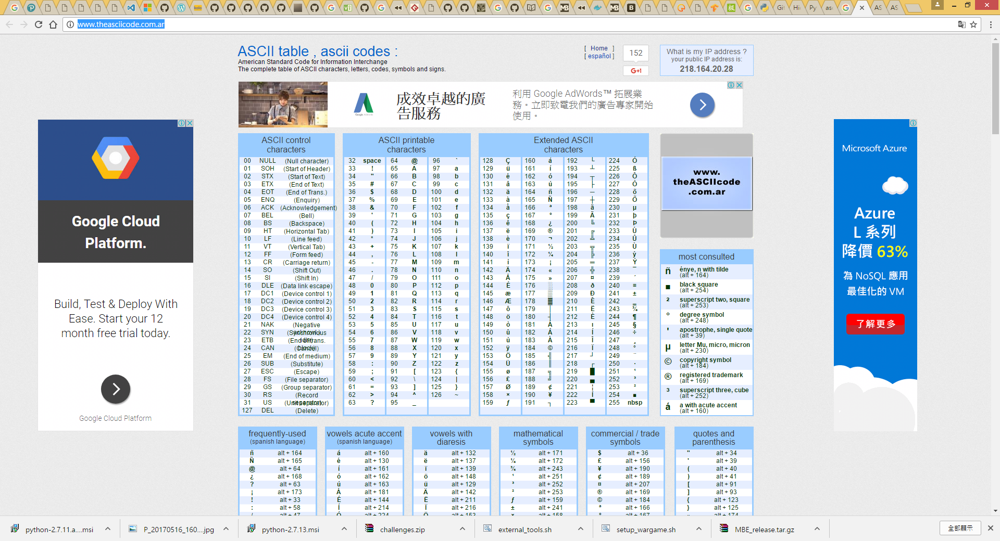 Git
Hi
Py
as
AS
AS
www.theasciicode.com.ar
ASCII table , ascii codes :
American Standard Code for Information Interchange
The complete table of ASCII characters, letters, codes, symbols and signs.
[ Home ]
[ español ]
152
G+1
What is my IP address ?
your public IP address is:
218.164.20.28
Google AdWords
成效卓越的廣
告服務
利用 Google AdWords™ 拓展業
務。立即致電我們的廣告專家開始
使用。
Google Cloud
Platform.
Build, Test & Deploy With
Ease. Start your 12
month free trial today.
Google Cloud Platform
ASCII control
characters
00 NULL (Null character)
01 SOH (Start of Header)
02 STX (Start of Text)
03 ETX (End of Text)
04 EOT (End of Trans.)
05 ENQ (Enquiry)
06 ACK (Acknowledgement)
07 BEL (Bell)
08 BS (Backspace)
09 HT (Horizontal Tab)
10 LF (Line feed)
11 VT (Vertical Tab)
12 FF (Form feed)
13 CR (Carriage return)
14 SO (Shift Out)
15 SI (Shift In)
16 DLE (Data link escape)
17 DC1 (Device control 1)
18 DC2 (Device control 2)
19 DC3 (Device control 3)
20 DC4 (Device control 4)
21 NAK (Negative
22 SYN (Synchronous
23 ETB (End of trans.
24 CAN (Cancel)
25 EM (End of medium)
26 SUB (Substitute)
27 ESC (Escape)
28 FS (File separator)
29 GS (Group separator)
30 RS (Record
31 US (Unit separator)
127 DEL (Delete)
ASCII printable
characters
32 space 64 @ 96 `
33 ! 65 A 97 a
34 " 66 B 98 b
35 # 67 C 99 c
36 $ 68 D 100 d
37 % 69 E 101 e
38 & 70 F 102 f
39 ' 71 G 103 g
40 ( 72 H 104 h
41 ) 73 I 105 i
42 * 74 J 106 j
43 + 75 K 107 k
44 , 76 L 108 l
45 - 77 M 109 m
46 . 78 N 110 n
47 / 79 O 111 o
48 0 80 P 112 p
49 1 81 Q 113 q
50 2 82 R 114 r
51 3 83 S 115 s
52 4 84 T 116 t
53 5 85 U 117 u
54 6 86 V 118 v
55 7 87 W 119 w
56 8 88 X 120 x
57 9 89 Y 121 y
58 : 90 Z 122 z
59 ; 91 [ 123 {
60 < 92 \ 124 |
61 = 93 ] 125 }
62 > 94 ^ 126 ~
63 ? 95 _
Extended ASCII
characters
128 Ç 160 á 192 └ 224 Ó
129 ü 161 í 193 ┴ 225 ß
130 é 162 ó 194 ┬ 226 Ô
131 â 163 ú 195 ├ 227 Ò
132 ä 164 ñ 196 ─ 228 õ
133 à 165 Ñ 197 ┼ 229 Õ
134 å 166 ª 198 ã 230 µ
135 ç 167 º 199 Ã 231 þ
136 ê 168 ¿ 200 ╚ 232 Þ
137 ë 169 ® 201 ╔ 233 Ú
138 è 170 ¬ 202 ╩ 234 Û
139 ï 171 ½ 203 ╦ 235 Ù
140 î 172 ¼ 204 ╠ 236 ý
141 ì 173 ¡ 205 ═ 237 Ý
142 Ä 174 « 206 ╬ 238 ¯
143 Å 175 » 207 ¤ 239 ´
144 É 176 ░ 208 ð 240 ≡
145 æ 177 ▒ 209 Ð 241 ±
146 Æ 178 ▓ 210 Ê 242 ‗
147 ô 179 │ 211 Ë 243 ¾
148 ö 180 ┤ 212 È 244 ¶
149 ò 181 Á 213 ı 245 §
150 û 182 Â 214 Í 246 ÷
151 ù 183 À 215 Î 247 ¸
152 ÿ 184 © 216 Ï 248 °
153 Ö 185 ╣ 217 ┘ 249 ¨
154 Ü 186 ║ 218 ┌ 250 ·
155 ø 187 ╗ 219 █ 251 ¹
156 £ 188 ╝ 220 ▄ 252 ³
157 Ø 189 ¢ 221 ¦ 253 ²
158 × 190 ¥ 222 Ì 254 ■
159 ƒ 191 ┐ 223 ▀ 255 nbsp
www.
theASCIIcode
.com.ar
most consulted
ñ énye, n with tilde
(alt + 164)
■ black square
(alt + 254)
² superscript two, square
(alt + 253)
° degree symbol
(alt + 248)
' apostrophe, single quote
(alt + 39)
µ letter Mu, micro, micron
(alt + 230)
© copyright symbol
(alt + 184)
® registered trademark
(alt + 169)
³ superscript three, cube
(alt + 252)
á a with acute accent
(alt + 160)
Microsoft Azure
Azure
L 系列
降價 63%
為 NoSQL 應用
最佳化的 VM
了解更多
frequently-used
(spanish language)
ñ alt + 164
Ñ alt + 165
@ alt + 64
¿ alt + 168
? alt + 63
¡ alt + 173
! alt + 33
: alt + 58
/ alt + 47
vowels acute accent
(spanish language)
á alt + 160
é alt + 130
í alt + 161
ó alt + 162
ú alt + 163
Á alt + 181
É alt + 144
Í alt + 214
Ó alt + 224
vowels with
diaresis
ä alt + 132
ë alt + 137
ï alt + 139
ö alt + 148
ü alt + 129
Ä alt + 142
Ë alt + 211
Ï alt + 216
Ö alt + 153
mathematical
symbols
½ alt + 171
¼ alt + 172
¾ alt + 243
¹ alt + 251
³ alt + 252
² alt + 253
ƒ alt + 159
± alt + 241
× alt + 158
commercial / trade
symbols
$ alt + 36
£ alt + 156
¥ alt + 190
¢ alt + 189
¤ alt + 207
® alt + 169
© alt + 184
ª alt + 166
º alt + 167
quotes and
parenthesis
" alt + 34
' alt + 39
( alt + 40
) alt + 41
[ alt + 91
] alt + 93
{ alt + 123
} alt + 125
« alt + 174
python-2.7.11.a....msi
P_20170516_160....jpg
python-2.7.13.msi
challenges.zip
external_tools.sh
setup_wargame.sh
MBE_release.tar.gz
全部顯示